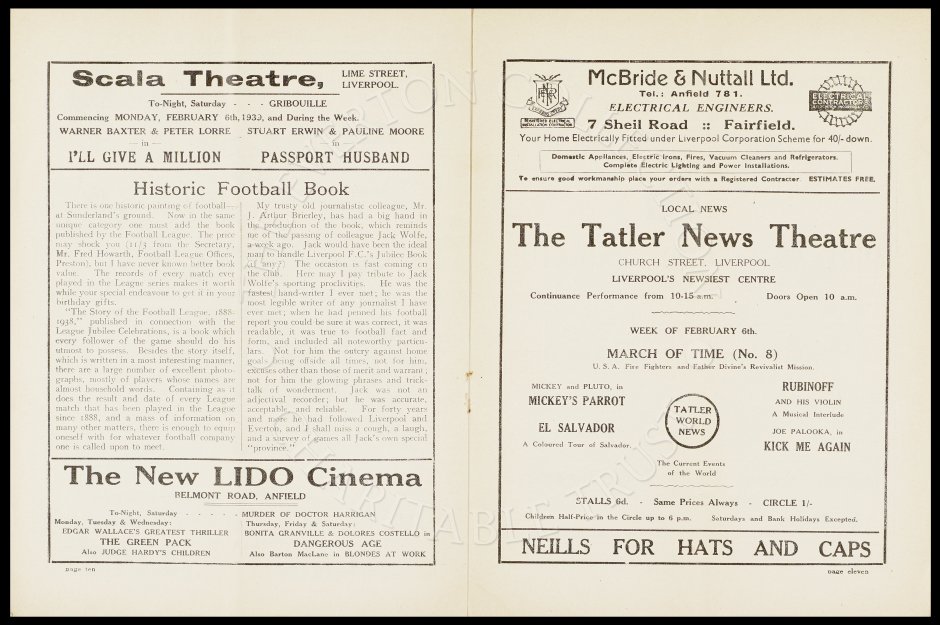 Scala Theatre, LIME STREET, LIVERPOOL.
To-Night, Saturday - - - GRIBOUILLE
Commencing MONDAY, FEBRUARY 6th, 1939, and During the Week.
WARNER BAXTER & PETER LORRE
— in —
I'LL GIVE A MILLION
STUART ERWIN & PAULINE MOORE
in
PASSPORT HUSBAND
Historic Football Book
There is one historic painting of football—
at Sunderland's ground. Now in the same
unique category one must add the book
published by the Football League. The price
may shock you (11/3 from the Secretary,
Mr. Fred Howarth, Football League Offices,
Preston), but I have never known better book
value. The records of every match ever
played in the League series makes it worth
while your special endeavour to get it in your
birthday gifts.
"The Story of the Football League, 1888-
1938," published in connection with the
League Jubilee Celebrations, is a book which
every follower of the game should do his
utmost to possess. Besides the story itself,
which is written in a most interesting manner,
there are a large number of excellent photo-
graphs, mostly of players whose names are
almost household words. Containing as it
does the result and date of every League
match that has been played in the League
since 1888, and a mass of information on
many other matters, there is enough to equip
oneself with for whatever football company
one is called upon to meet.
My trusty old journalistic colleague, Mr.
J. Arthur Brierley, has had a big hand in
the production of the book, which reminds
me of the passing of colleague Jack Wolfe,
a week ago. Jack would have been the ideal
man to handle Liverpool F.C.'s Jubilee Book
(if any?) The occasion is fast coming on
the club. Here may I pay tribute to Jack
Wolfe's sporting proclivities. He was the
fastest hand-writer I ever met; he was the
most legible writer of any journalist I have
ever met; when he had penned his football
report you could be sure it was correct, it was
readable, it was true to football fact and
form, and included all noteworthy particu-
lars. Not for him the outcry against home
goals being offside all times, not for him,
excuses other than those of merit and warrant;
not for him the glowing phrases and trick-
talk of wonderment. Jack was not an
adjectival recorder; but he was accurate,
acceptable, and reliable. For forty years
and more he had followed Liverpool and
Everton, and I shall miss a cough, a laugh,
and a survey of games all Jack's own special
"province."
The New LIDO Cinema
BELMONT ROAD, ANFIELD
To-Night, Saturday - - - - - MURDER OF DOCTOR HARRIGAN
Monday, Tuesday & Wednesday:
EDGAR WALLACE'S GREATEST THRILLER
THE GREEN PACK
Also JUDGE HARDY'S CHILDREN
Thursday, Friday & Saturday:
BONITA GRANVILLE & DOLORES COSTELLO in
DANGEROUS AGE
Also Barton MacLane in BLONDES AT WORK
page ten
McBride & Nuttall Ltd.
Tel.: Anfield 781.
ELECTRICAL ENGINEERS.
7 Sheil Road :: Fairfield.
REGISTERED ELECTRICAL
INSTALLATION CONTRACTOR
ELECTRICAL
CONTRACTORS
Your Home Electrically Fitted under Liverpool Corporation Scheme for 40/- down.
Domestic Appliances, Electric Irons, Fires, Vacuum Cleaners and Refrigerators.
Complete Electric Lighting and Power Installations.
To ensure good workmanship place your orders with a Registered Contractor. ESTIMATES FREE.
LOCAL NEWS
The Tatler News Theatre
CHURCH STREET, LIVERPOOL
LIVERPOOL'S NEWSIEST CENTRE
Continuance Performance from 10-15 a.m. Doors Open 10 a.m.
WEEK OF FEBRUARY 6th.
MARCH OF TIME (No. 8)
U. S. A. Fire Fighters and Father Divine's Revivalist Mission.
MICKEY and PLUTO, in
MICKEY'S PARROT
EL SALVADOR
A Coloured Tour of Salvador.
TATLER
WORLD
NEWS
RUBINOFF
AND HIS VIOLIN
A Musical Interlude
JOE PALOOKA, in
KICK ME AGAIN
The Current Events
of the World
STALLS 6d. - Same Prices Always - CIRCLE 1/-
Children Half-Price in the Circle up to 6 p.m. Saturdays and Bank Holidays Excepted.
NEILLS FOR HATS AND CAPS
page eleven